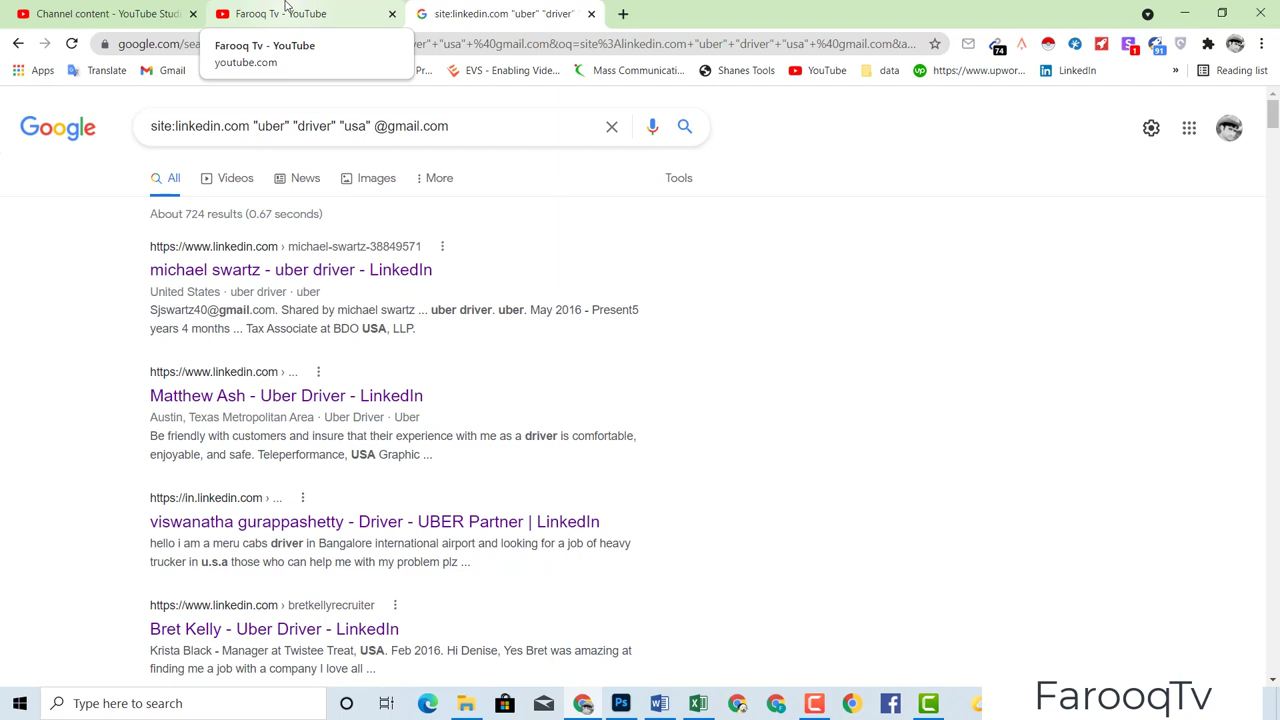 Channel content - YouTube Studi
Farooq Tv - YouTube
site:linkedin.com "uber" "driver"
google.com/sea
"+"usa"+%40gmail.com&oq=site%3Alinkedin.com+"uber"+"driver"+"usa"+@gmail.com&a...
74
91
Farooq Tv - YouTube
youtube.com
Apps
Translate
Gmail
Pr...
EVS - Enabling Vide...
Mass Communicati...
Shanes Tools
YouTube
data
https://www.upwor...
LinkedIn
»
Reading list
Google
site:linkedin.com "uber" "driver" "usa" @gmail.com
All
Videos
News
Images
More
Tools
About 724 results (0.67 seconds)
https://www.linkedin.com › michael-swartz-38849571
michael swartz - uber driver - LinkedIn
United States · uber driver · uber
Sjswartz40@gmail.com. Shared by michael swartz ... uber driver. uber. May 2016 - Present5
years 4 months ... Tax Associate at BDO USA, LLP.
https://www.linkedin.com › ...
Matthew Ash - Uber Driver - LinkedIn
Austin, Texas Metropolitan Area · Uber Driver · Uber
Be friendly with customers and insure that their experience with me as a driver is comfortable,
enjoyable, and safe. Teleperformance, USA Graphic ...
https://in.linkedin.com › ...
viswanatha gurappashetty - Driver - UBER Partner | LinkedIn
hello i am a meru cabs driver in Bangalore international airport and looking for a job of heavy
trucker in u.s.a those who can help me with my problem plz ...
https://www.linkedin.com › bretkellyrecruiter
Bret Kelly - Uber Driver - LinkedIn
Krista Black - Manager at Twistee Treat, USA. Feb 2016. Hi Denise, Yes Bret was amazing at
finding me a job with a company I love all ...
Type here to search
FarooqTv